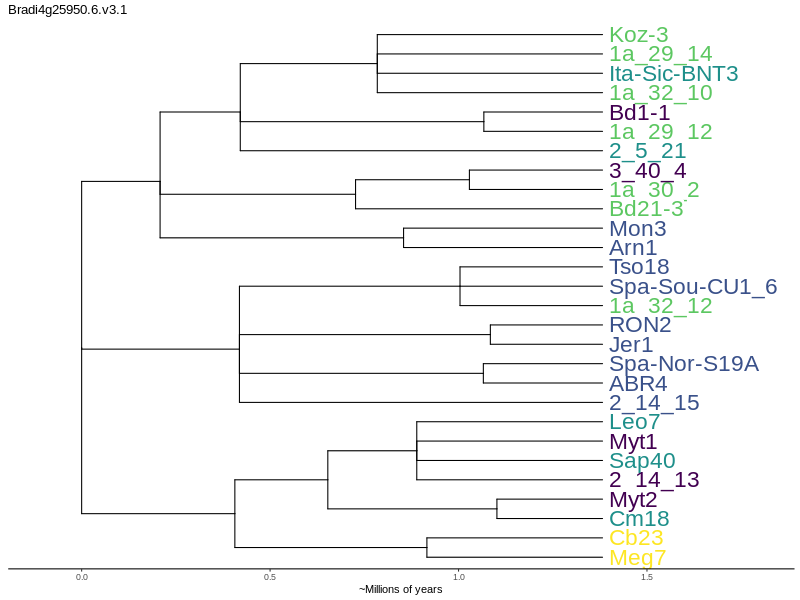 Bradi4g25950.6.v3.1
Koz-3
1a_29_14
Ita-Sic-BNT3
1a_32_10
Bd1-1
1a_29_12
2_5_21
3_40_4
1a_30_2
Bd21-3
Mon3
Arn1
Tso18
Spa-Sou-CU1_6
1a_32_12
RON2
Jer1
Spa-Nor-S19A
ABR4
2_14_15
Leo7
Myt1
Sap40
2_14_13
Myt2
Cm18
Cb23
Meg7
0.0 0.5 1.0 1.5
~Millions of years